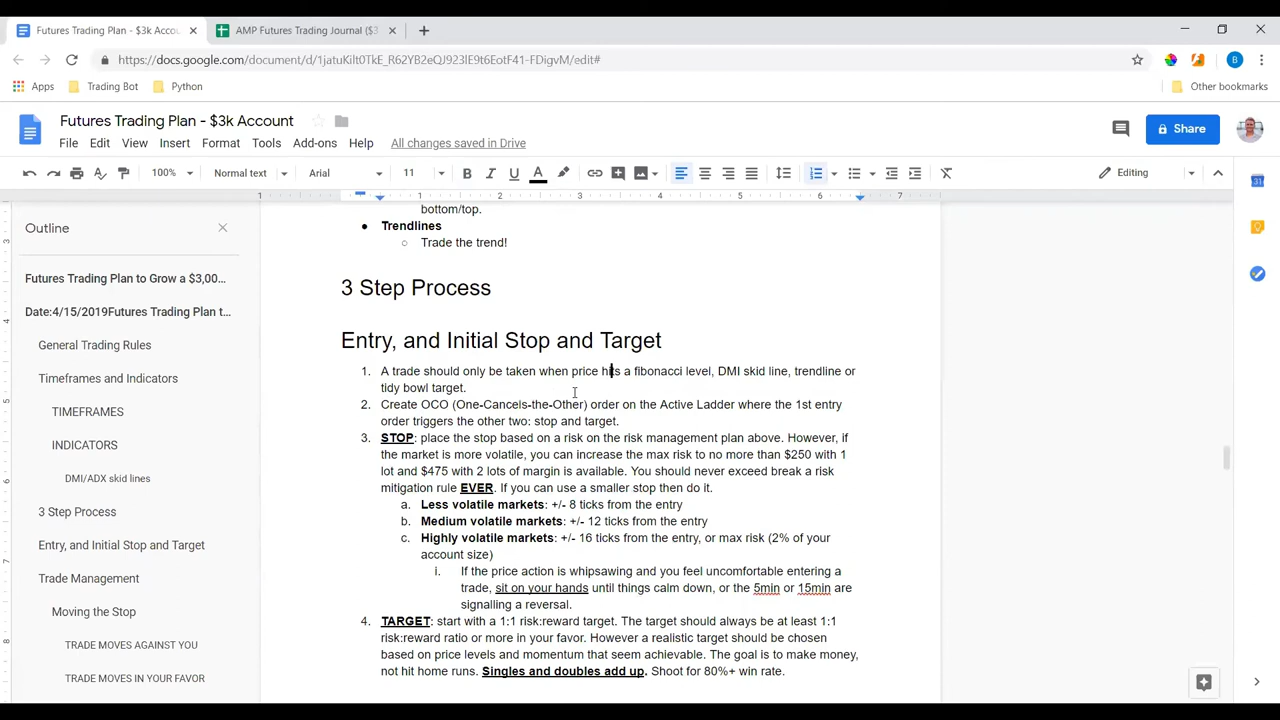 Futures Trading Plan - $3k Accou
AMP Futures Trading Journal ($3
https://docs.google.com/document/d/1jatuKilt0TkE_R62YB2eQJ923lE9t6EotF41-FDigvM/edit#
B
Apps
Trading Bot
Python
Other bookmarks
Futures Trading Plan - $3k Account
File Edit View Insert Format Tools Add-ons Help All changes saved in Drive
Share
100% Normal text Arial 11 B I U A Editing
1 1 2 3 4 5 6 7
Outline
Futures Trading Plan to Grow a $3,00...
Date:4/15/2019Futures Trading Plan t...
General Trading Rules
Timeframes and Indicators
TIMEFRAMES
INDICATORS
DMI/ADX skid lines
3 Step Process
Entry, and Initial Stop and Target
Trade Management
Moving the Stop
TRADE MOVES AGAINST YOU
TRADE MOVES IN YOUR FAVOR
3
4
5
6
7
8
bottom/top.
● Trendlines
○ Trade the trend!
3 Step Process
Entry, and Initial Stop and Target
1. A trade should only be taken when price hits a fibonacci level, DMI skid line, trendline or
tidy bowl target.
2. Create OCO (One-Cancels-the-Other) order on the Active Ladder where the 1st entry
order triggers the other two: stop and target.
3. STOP: place the stop based on a risk on the risk management plan above. However, if
the market is more volatile, you can increase the max risk to no more than $250 with 1
lot and $475 with 2 lots of margin is available. You should never exceed break a risk
mitigation rule EVER. If you can use a smaller stop then do it.
a. Less volatile markets: +/- 8 ticks from the entry
b. Medium volatile markets: +/- 12 ticks from the entry
c. Highly volatile markets: +/- 16 ticks from the entry, or max risk (2% of your
account size)
i. If the price action is whipsawing and you feel uncomfortable entering a
trade, sit on your hands until things calm down, or the 5min or 15min are
signalling a reversal.
4. TARGET: start with a 1:1 risk:reward target. The target should always be at least 1:1
risk:reward ratio or more in your favor. However a realistic target should be chosen
based on price levels and momentum that seem achievable. The goal is to make money,
not hit home runs. Singles and doubles add up. Shoot for 80%+ win rate.
31